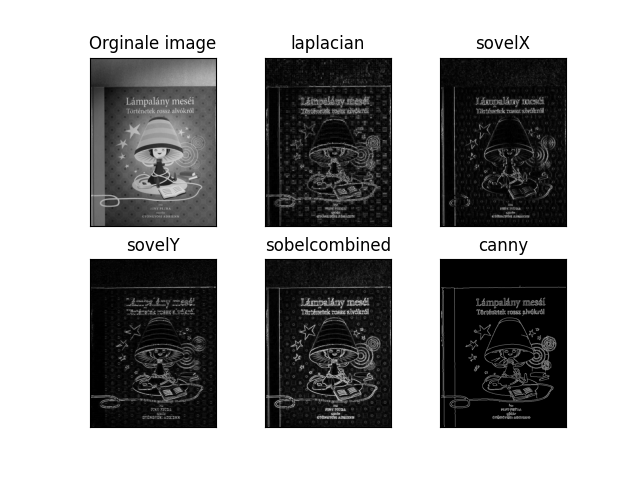 Orginale image
laplacian
sovelX
Lámpalány meséi
Történetek rossz alvókról
Lámpalány meséi
Történetek rossz alvókról
Lámpalány meséi
Történetek rossz alvókról
sovelY
sobelcombined
canny
Lámpalány meséi
Történetek rossz alvókról
Lámpalány meséi
Történetek rossz alvókról
Lámpalány meséi
Történetek rossz alvókról